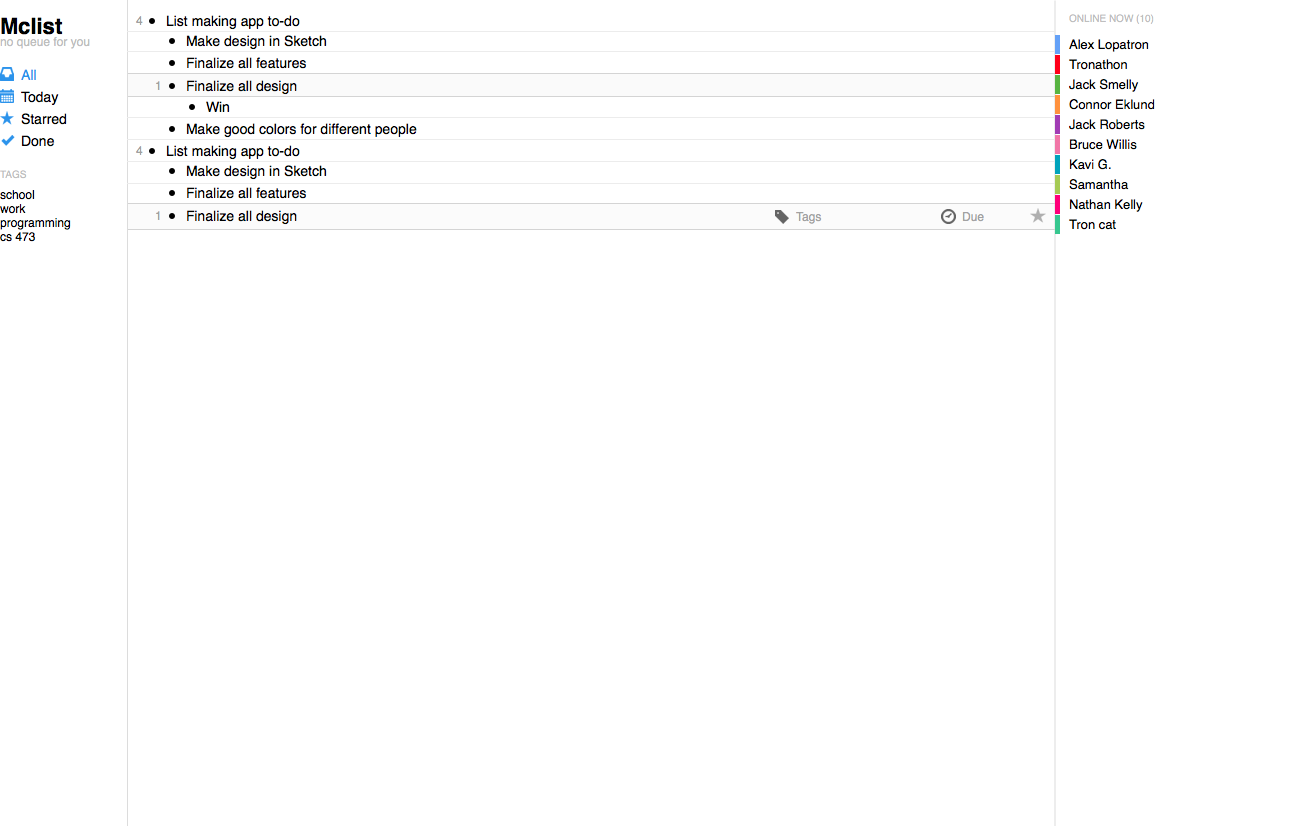 Mclist
no queue for you
All
Today
Starred
Done
TAGS
school
work
programming
cs 473
4 • List making app to-do
• Make design in Sketch
• Finalize all features
1 • Finalize all design
• Win
• Make good colors for different people
4 • List making app to-do
• Make design in Sketch
• Finalize all features
1 • Finalize all design Tags Due
ONLINE NOW (10)
Alex Lopatron
Tronathon
Jack Smelly
Connor Eklund
Jack Roberts
Bruce Willis
Kavi G.
Samantha
Nathan Kelly
Tron cat